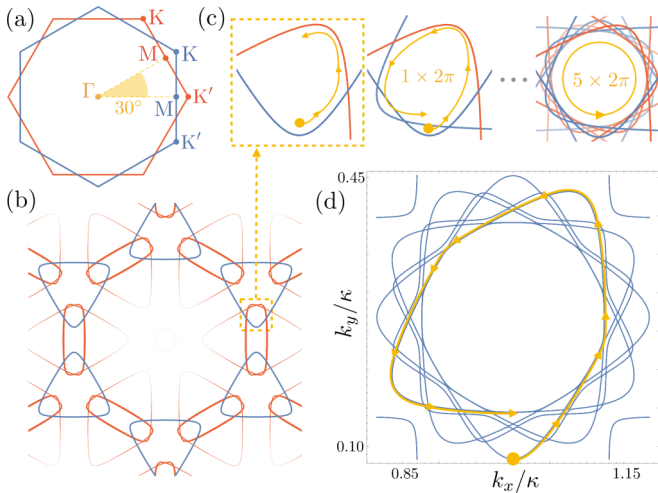 (a)
K
M
K
Γ
30°
M
K'
K'
(b)
(c)
1 × 2π
5 × 2π
(d)
0.45
k_y/κ
0.10
0.85
k_x/κ
1.15